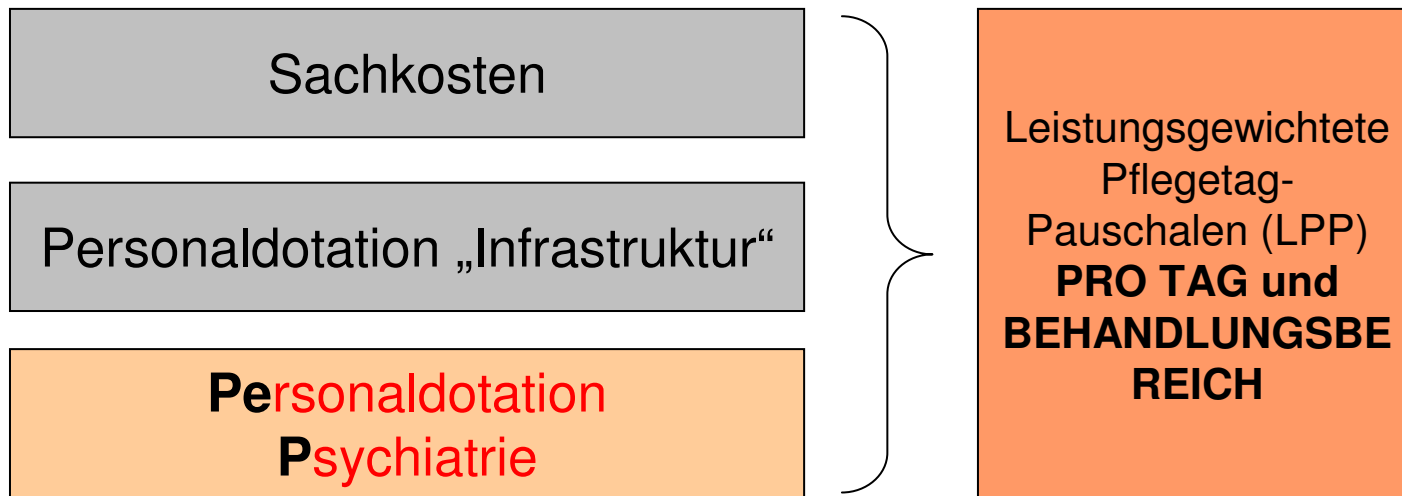 Sachkosten
Personaldotation „Infrastruktur“
Personaldotation
Psychiatrie
Leistungsgewichtete
Pflegetag-
Pauschalen (LPP)
PRO TAG und
BEHANDLUNGSBE
REICH